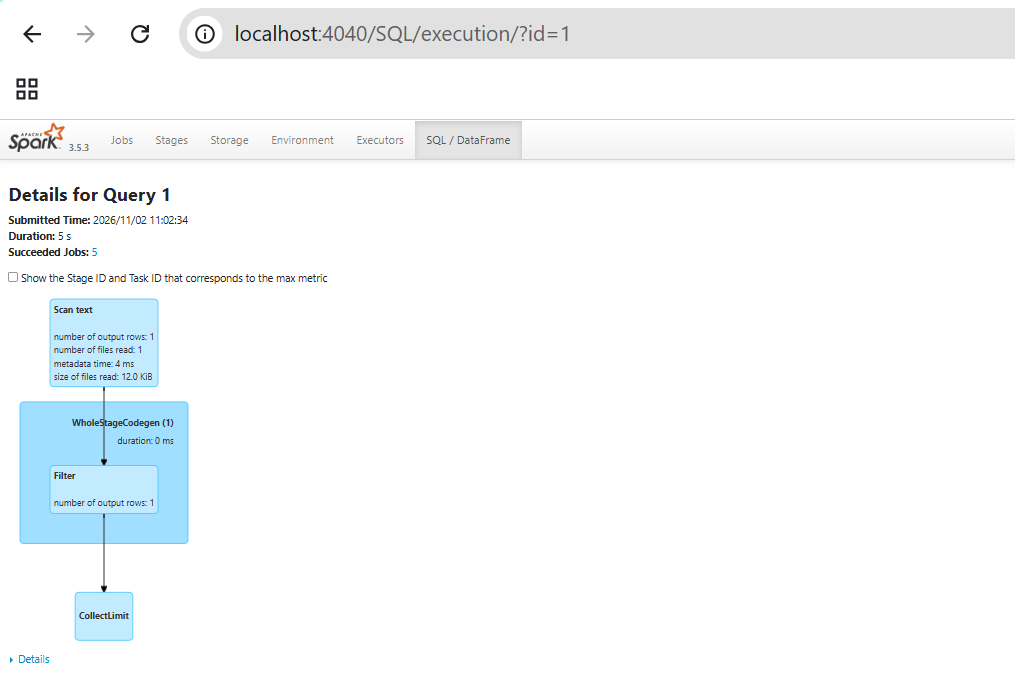 localhost:4040/SQL/execution/?id=1
APACHE
Spark 3.5.3 Jobs Stages Storage Environment Executors SQL / DataFrame
Details for Query 1
Submitted Time: 2026/11/02 11:02:34
Duration: 5 s
Succeeded Jobs: 5
Show the Stage ID and Task ID that corresponds to the max metric
Scan text
number of output rows: 1
number of files read: 1
metadata time: 4 ms
size of files read: 12.0 KiB
WholeStageCodegen (1)
duration: 0 ms
Filter
number of output rows: 1
CollectLimit
Details